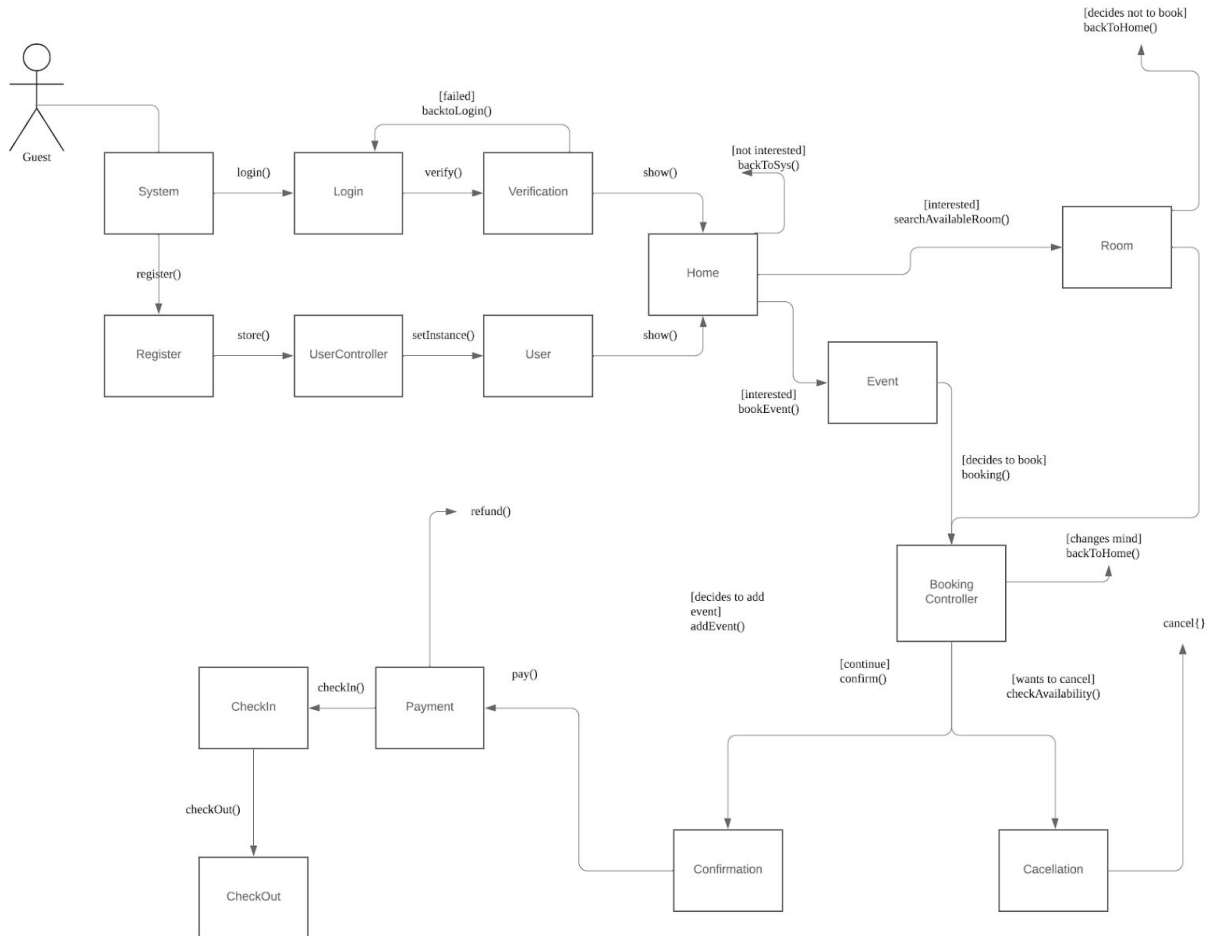 [decides not to book]
backToHome()
Guest
[failed]
backtoLogin()
[not interested]
backToSys()
System
login()
Login
verify()
Verification
show()
[interested]
searchAvailableRoom()
Room
Home
register()
Register
store()
UserController
setInstance()
User
show()
Event
[interested]
bookEvent()
[decides to book]
booking()
refund()
[changes mind]
backToHome()
Booking
Controller
[decides to add
event]
addEvent()
cancel{}
[continue]
confirm()
[wants to cancel]
checkAvailability()
pay()
checkIn()
CheckIn
Payment
checkOut()
Confirmation
Cacellation
CheckOut